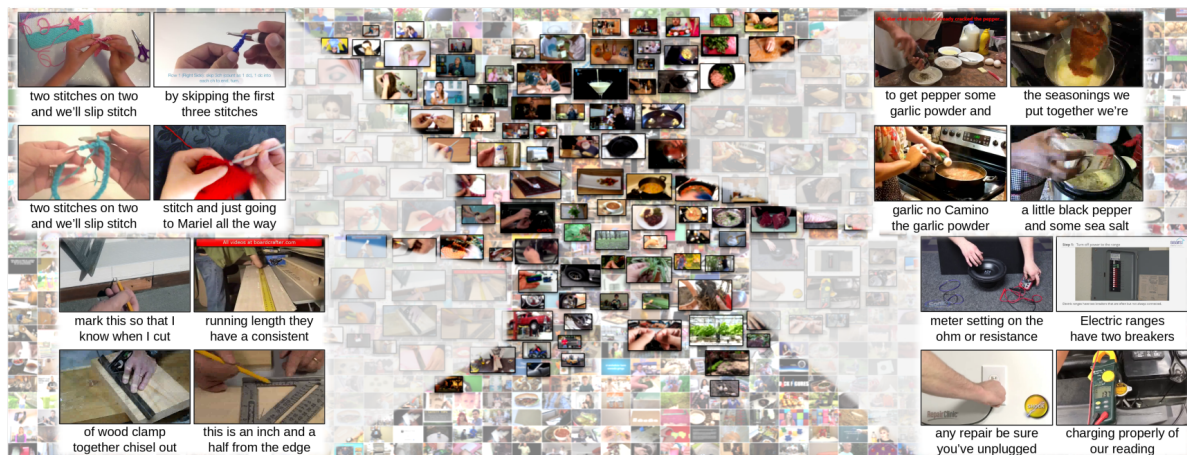 two stitches on two
and we'll slip stitch
by skipping the first
three stitches
two stitches on two
and we'll slip stitch
stitch and just going
to Mariel all the way
to get pepper some
garlic powder and
the seasonings we
put together we're
garlic no Camino
the garlic powder
a little black pepper
and some sea salt
All videos at boardcrafter.com
mark this so that I
know when I cut
running length they
have a consistent
of wood clamp
together chisel out
this is an inch and a
half from the edge
meter setting on the
ohm or resistance
Electric ranges
have two breakers
any repair be sure
you've unplugged
charging properly of
our reading